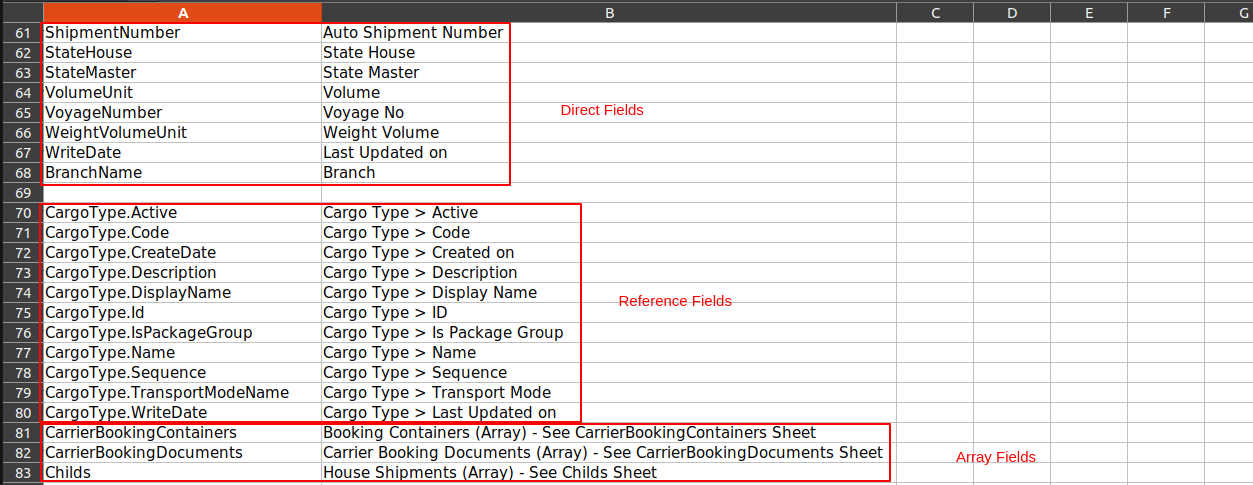 A B C D E F G
61 ShipmentNumber Auto Shipment Number
62 StateHouse State House
63 StateMaster State Master
64 VolumeUnit Volume
65 VoyageNumber Voyage No
Direct Fields
66 WeightVolumeUnit Weight Volume
67 WriteDate Last Updated on
68 BranchName Branch
69
70 CargoType.Active Cargo Type > Active
71 CargoType.Code Cargo Type > Code
72 CargoType.CreateDate Cargo Type > Created on
73 CargoType.Description Cargo Type > Description
74 CargoType.DisplayName Cargo Type > Display Name
Reference Fields
75 CargoType.Id Cargo Type > ID
76 CargoType.IsPackageGroup Cargo Type > Is Package Group
77 CargoType.Name Cargo Type > Name
78 CargoType.Sequence Cargo Type > Sequence
79 CargoType.TransportModeName Cargo Type > Transport Mode
80 CargoType.WriteDate Cargo Type > Last Updated on
81 CarrierBookingContainers Booking Containers (Array) - See CarrierBookingContainers Sheet
82 CarrierBookingDocuments Carrier Booking Documents (Array) - See CarrierBookingDocuments Sheet
Array Fields
83 Childs House Shipments (Array) - See Childs Sheet